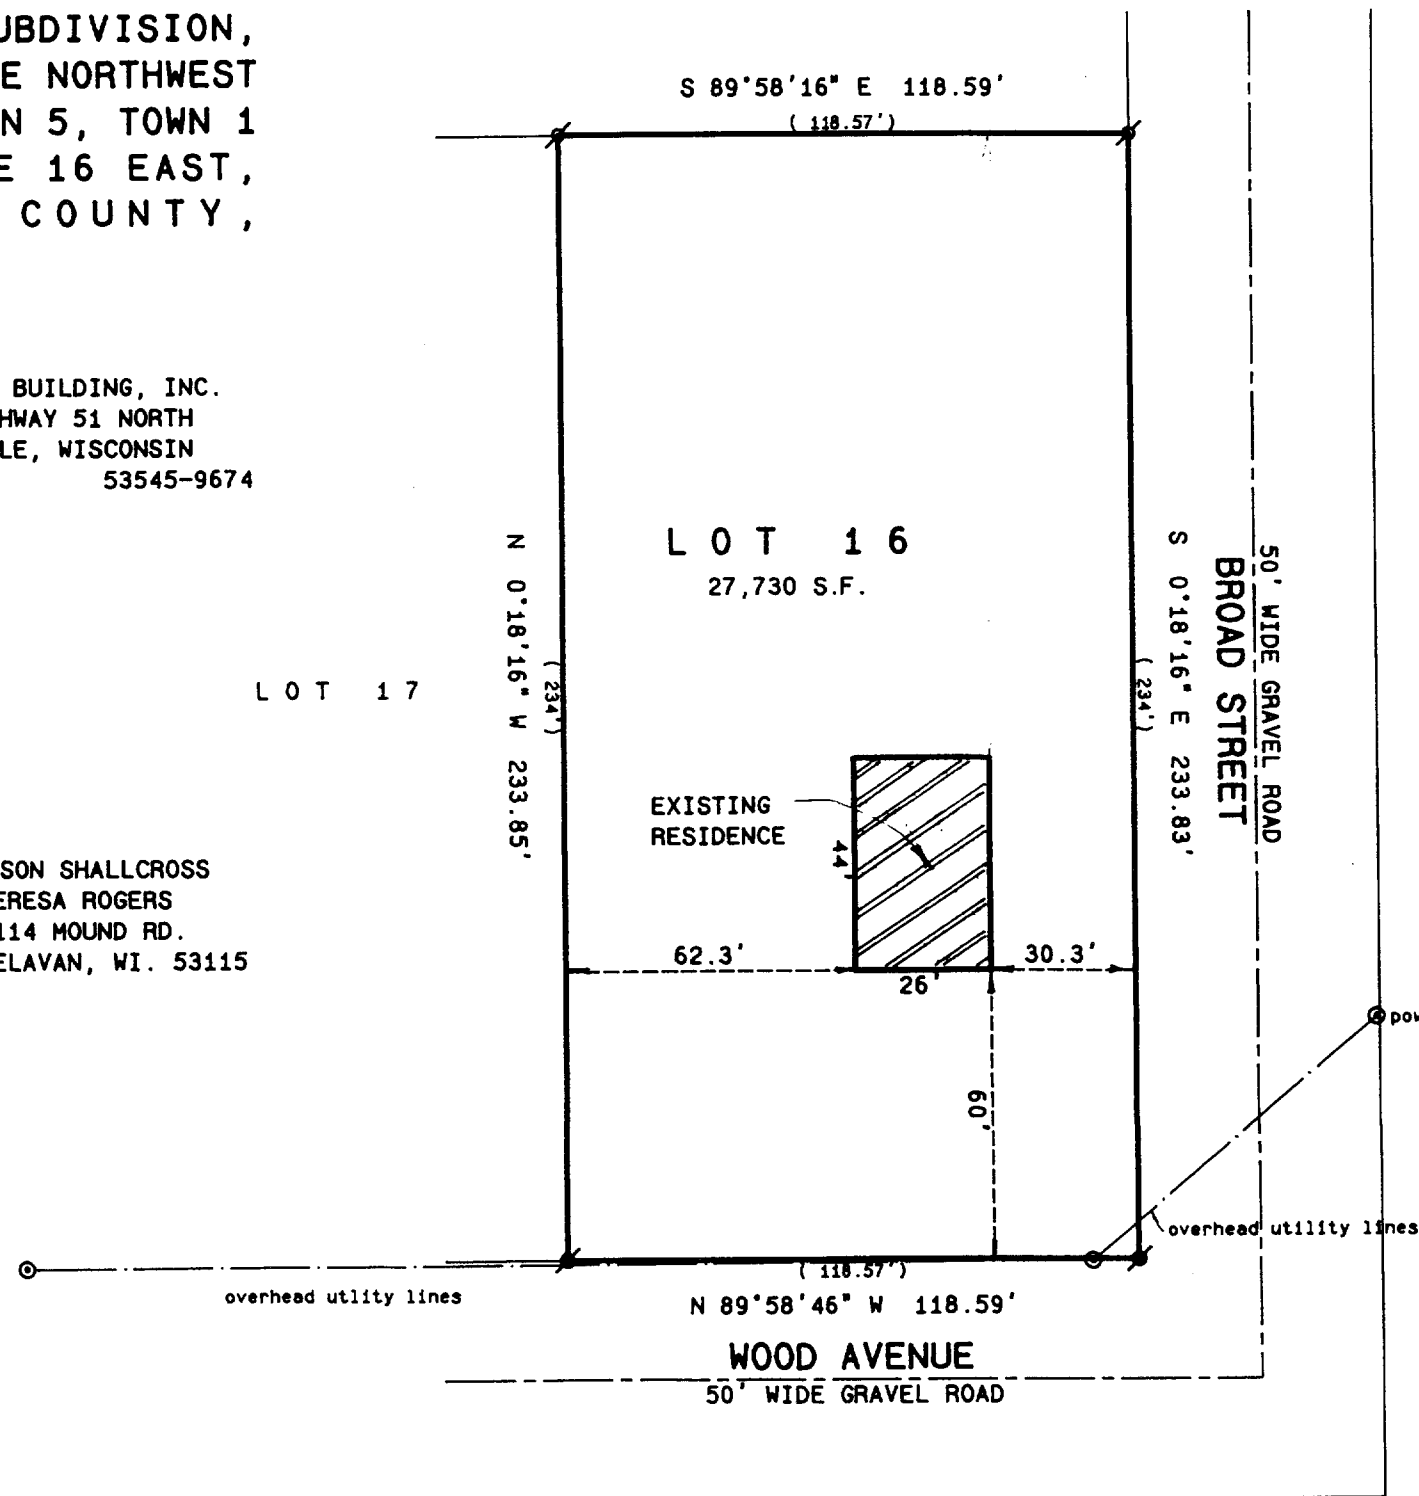 UBDIVISION,
E NORTHWEST
N 5, TOWN 1
E 16 EAST,
COUNTY,
BUILDING, INC.
HWAY 51 NORTH
LE, WISCONSIN
53545-9674
SON SHALLCROSS
ERESA ROGERS
114 MOUND RD.
ELAVAN, WI. 53115
S 89°58'16" E 118.59'
( 118.57')
LOT 16
27,730 S.F.
LOT 17
N 0°18'16" W 233.85'
( 234')
( 234')
S 0°18'16" E 233.83'
BROAD STREET
50' WIDE GRAVEL ROAD
EXISTING
RESIDENCE
44'
62.3'
26'
30.3'
60'
pow
overhead utility lines
overhead utlity lines
( 118.57')
N 89°58'46" W 118.59'
WOOD AVENUE
50' WIDE GRAVEL ROAD